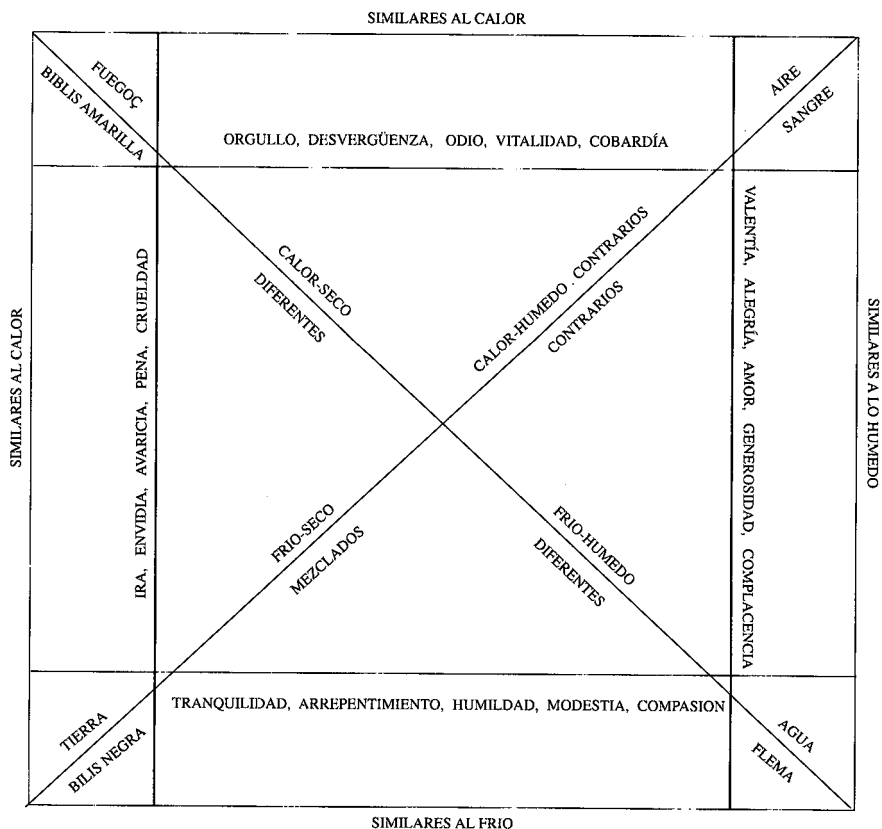 SIMILARES AL CALOR
FUEGOÇ
BIBLIS AMARILLA
AIRE
SANGRE
ORGULLO, DESVERGÜENZA, ODIO, VITALIDAD, COBARDÍA
SIMILARES AL CALOR
IRA, ENVIDIA, AVARICIA, PENA, CRUELDAD
CALOR-SECO
DIFERENTES
CALOR-HUMEDO . CONTRARIOS
CONTRARIOS
VALENTÍA, ALEGRÍA, AMOR, GENEROSIDAD, COMPLACENCIA
SIMILARES A LO HUMEDO
FRIO-SECO
MEZCLADOS
FRIO-HUMEDO
DIFERENTES
TIERRA
BILIS NEGRA
TRANQUILIDAD, ARREPENTIMIENTO, HUMILDAD, MODESTIA, COMPASION
AGUA
FLEMA
SIMILARES AL FRIO